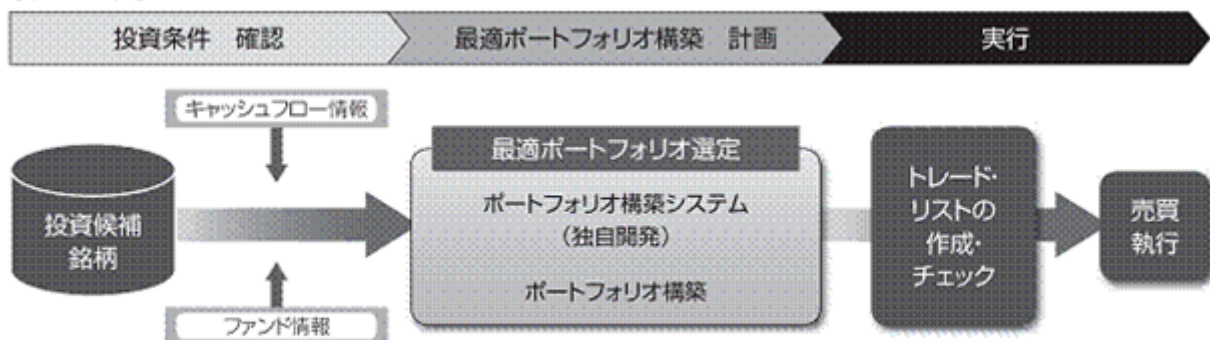 投資条件 確認
最適ポートフォリオ構築 計画
実行
キャッシュフロー情報
投資候補
銘柄
ファンド情報
最適ポートフォリオ選定
ポートフォリオ構築システム
(独自開発)
ポートフォリオ構築
トレード・
リストの
作成・
チェック
売買
執行